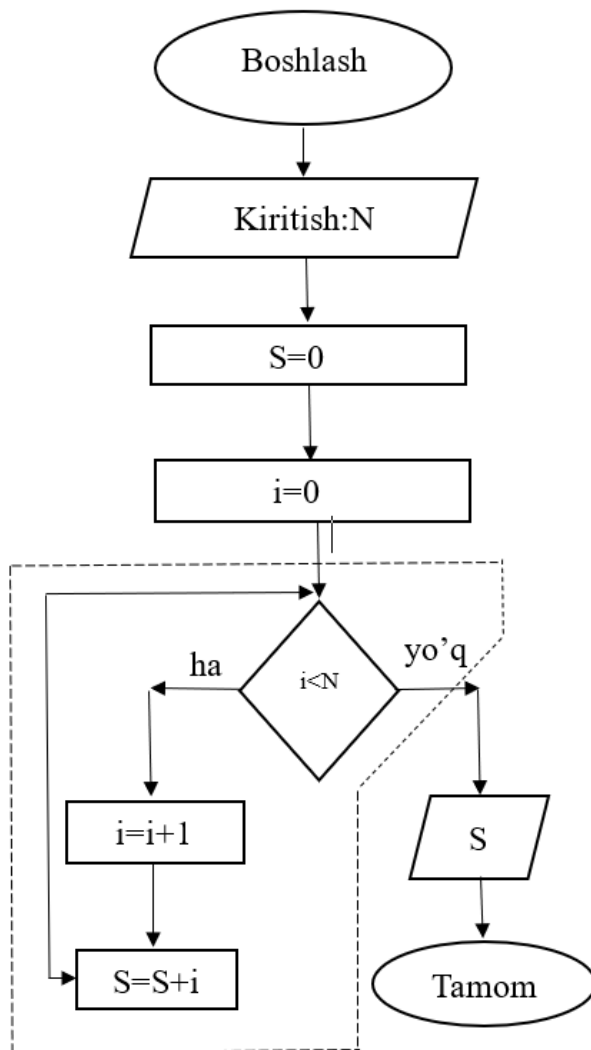 Boshlash
Kiritish:N
S=0
i=0
i<N
ha
yo’q
i=i+1
S=S+i
S
Tamom